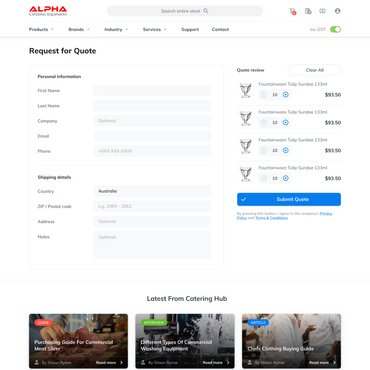 ALPHA
CATERING EQUIPMENT
Search entire store
Products
Brands
Industry
Services
Support
Contact
Inc GST
Request for Quote
Personal information
First Name
Last Name
Company
Optional
Email
Phone
+XXX-XXX-XXXX
Shipping details
Country
Australia
ZIP / Postal code
e.g. 2000 - 2002
Address
Optional
Notes
Optional
Quote review
Clear All
Fountainware Tulip Sundae 133ml
10
$93.50
Fountainware Tulip Sundae 133ml
10
$93.50
Fountainware Tulip Sundae 133ml
10
$93.50
Fountainware Tulip Sundae 133ml
10
$93.50
Submit Quote
By pressing this button, I agree to the company's Privacy
Policy and Terms & Conditions
Latest From Catering Hub
GUIDE
Purchasing Guide For Commercial
Meat Slicer
By Shaun Byrne
Read more
INTERVIEW
Different Types Of Commercial
Washing Equipment
By Shaun Byrne
Read more
ARTICLE
Chefs Clothing Buying Guide
By Shaun Byrne
Read more